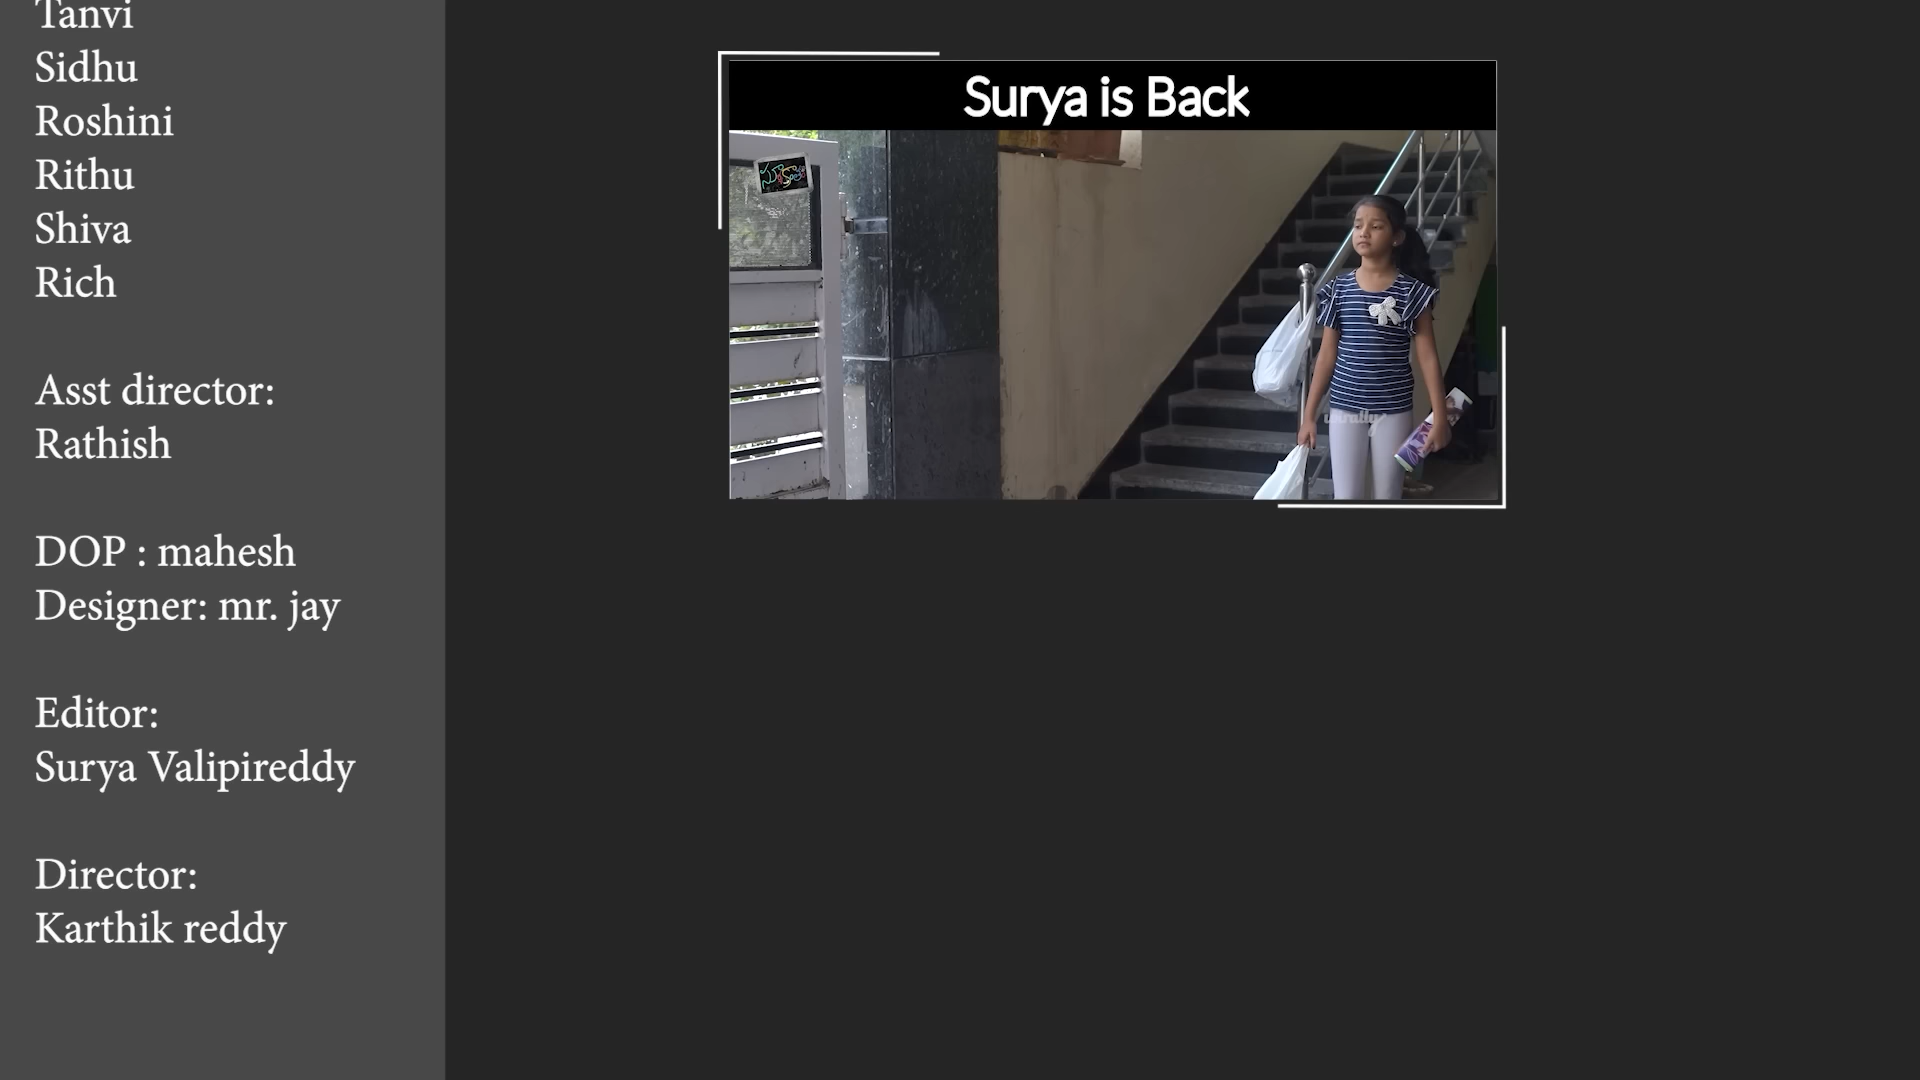 Tanvi
Sidhu
Roshini
Rithu
Shiva
Rich
Asst director:
Rathish
DOP : mahesh
Designer: mr. jay
Editor:
Surya Valipireddy
Director:
Karthik reddy
Surya is Back